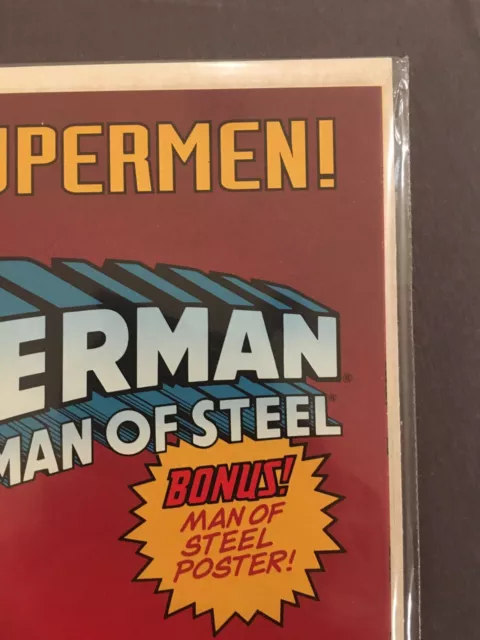 UPERMEN!
ERMAN®
MAN OF STEEL®
BONUS!
MAN OF
STEEL
POSTER!